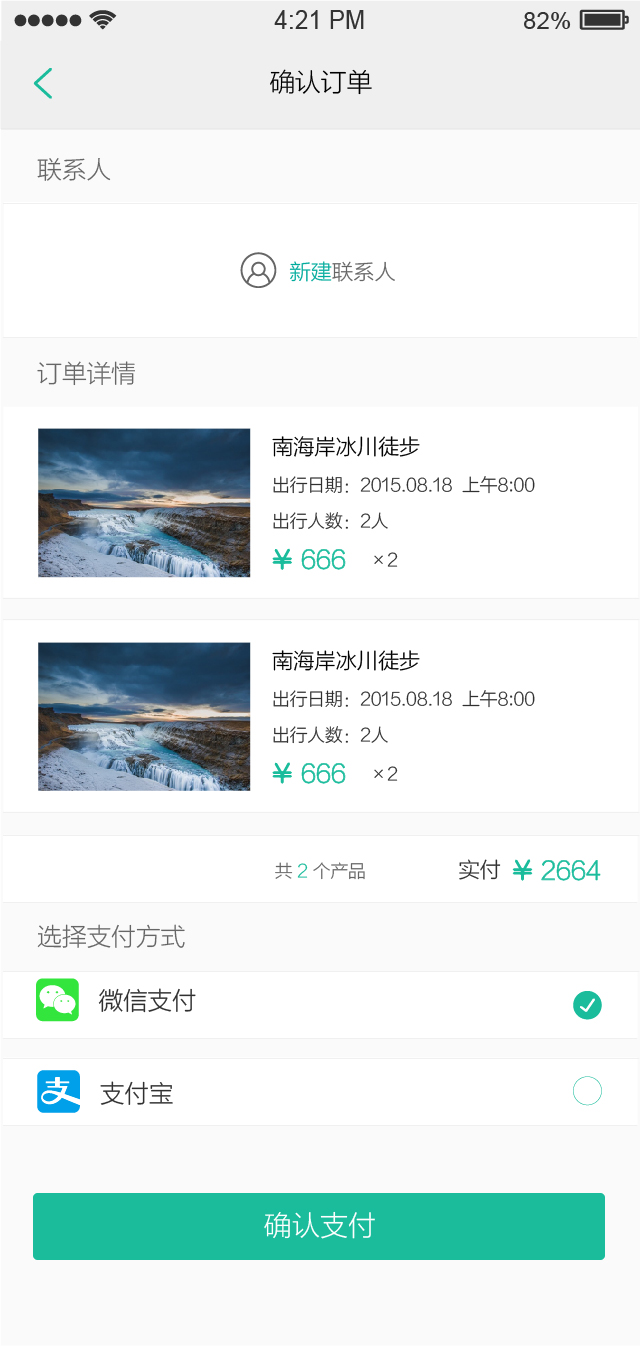 4:21 PM 82%
确认订单
联系人
新建联系人
订单详情
南海岸冰川徒步
出行日期：2015.08.18 上午8:00
出行人数：2人
¥ 666 ×2
南海岸冰川徒步
出行日期：2015.08.18 上午8:00
出行人数：2人
¥ 666 ×2
共 2 个产品 实付 ¥ 2664
选择支付方式
微信支付
支 支付宝
确认支付